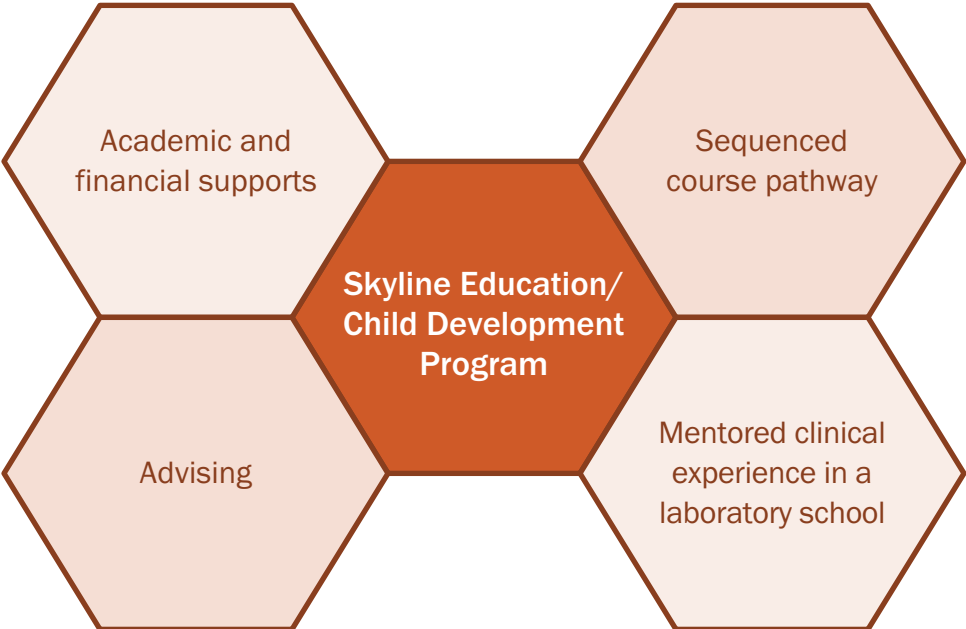 Academic and
financial supports
Sequenced
course pathway
Skyline Education/
Child Development
Program
Advising
Mentored clinical
experience in a
laboratory school